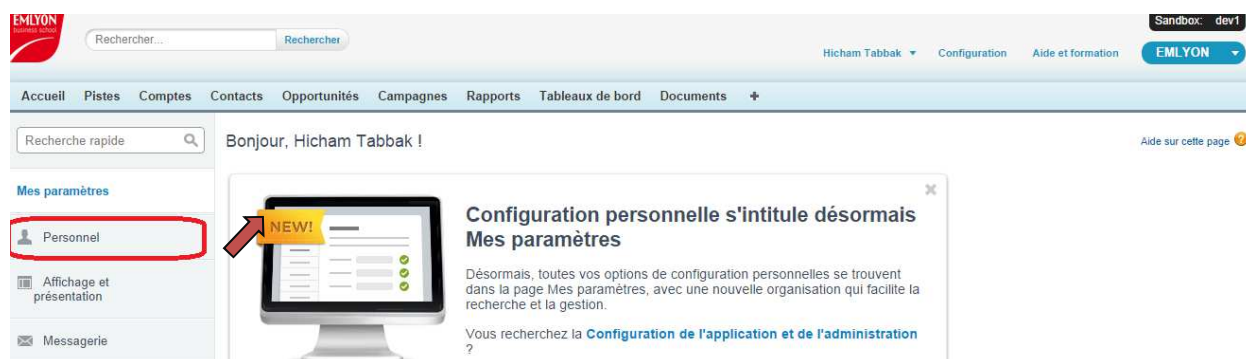 EMLYON
business school
Sandbox: dev1
Rechercher... Rechercher
Hicham Tabbak Configuration Aide et formation EMLYON
Accueil Pistes Comptes Contacts Opportunités Campagnes Rapports Tableaux de bord Documents +
Recherche rapide
Bonjour, Hicham Tabbak !
Aide sur cette page ?
Mes paramètres
Personnel
Affichage et
présentation
Messagerie
NEW!
Configuration personnelle s'intitule désormais
Mes paramètres
Désormais, toutes vos options de configuration personnelles se trouvent
dans la page Mes paramètres, avec une nouvelle organisation qui facilite la
recherche et la gestion.
Vous recherchez la Configuration de l'application et de l'administration
?